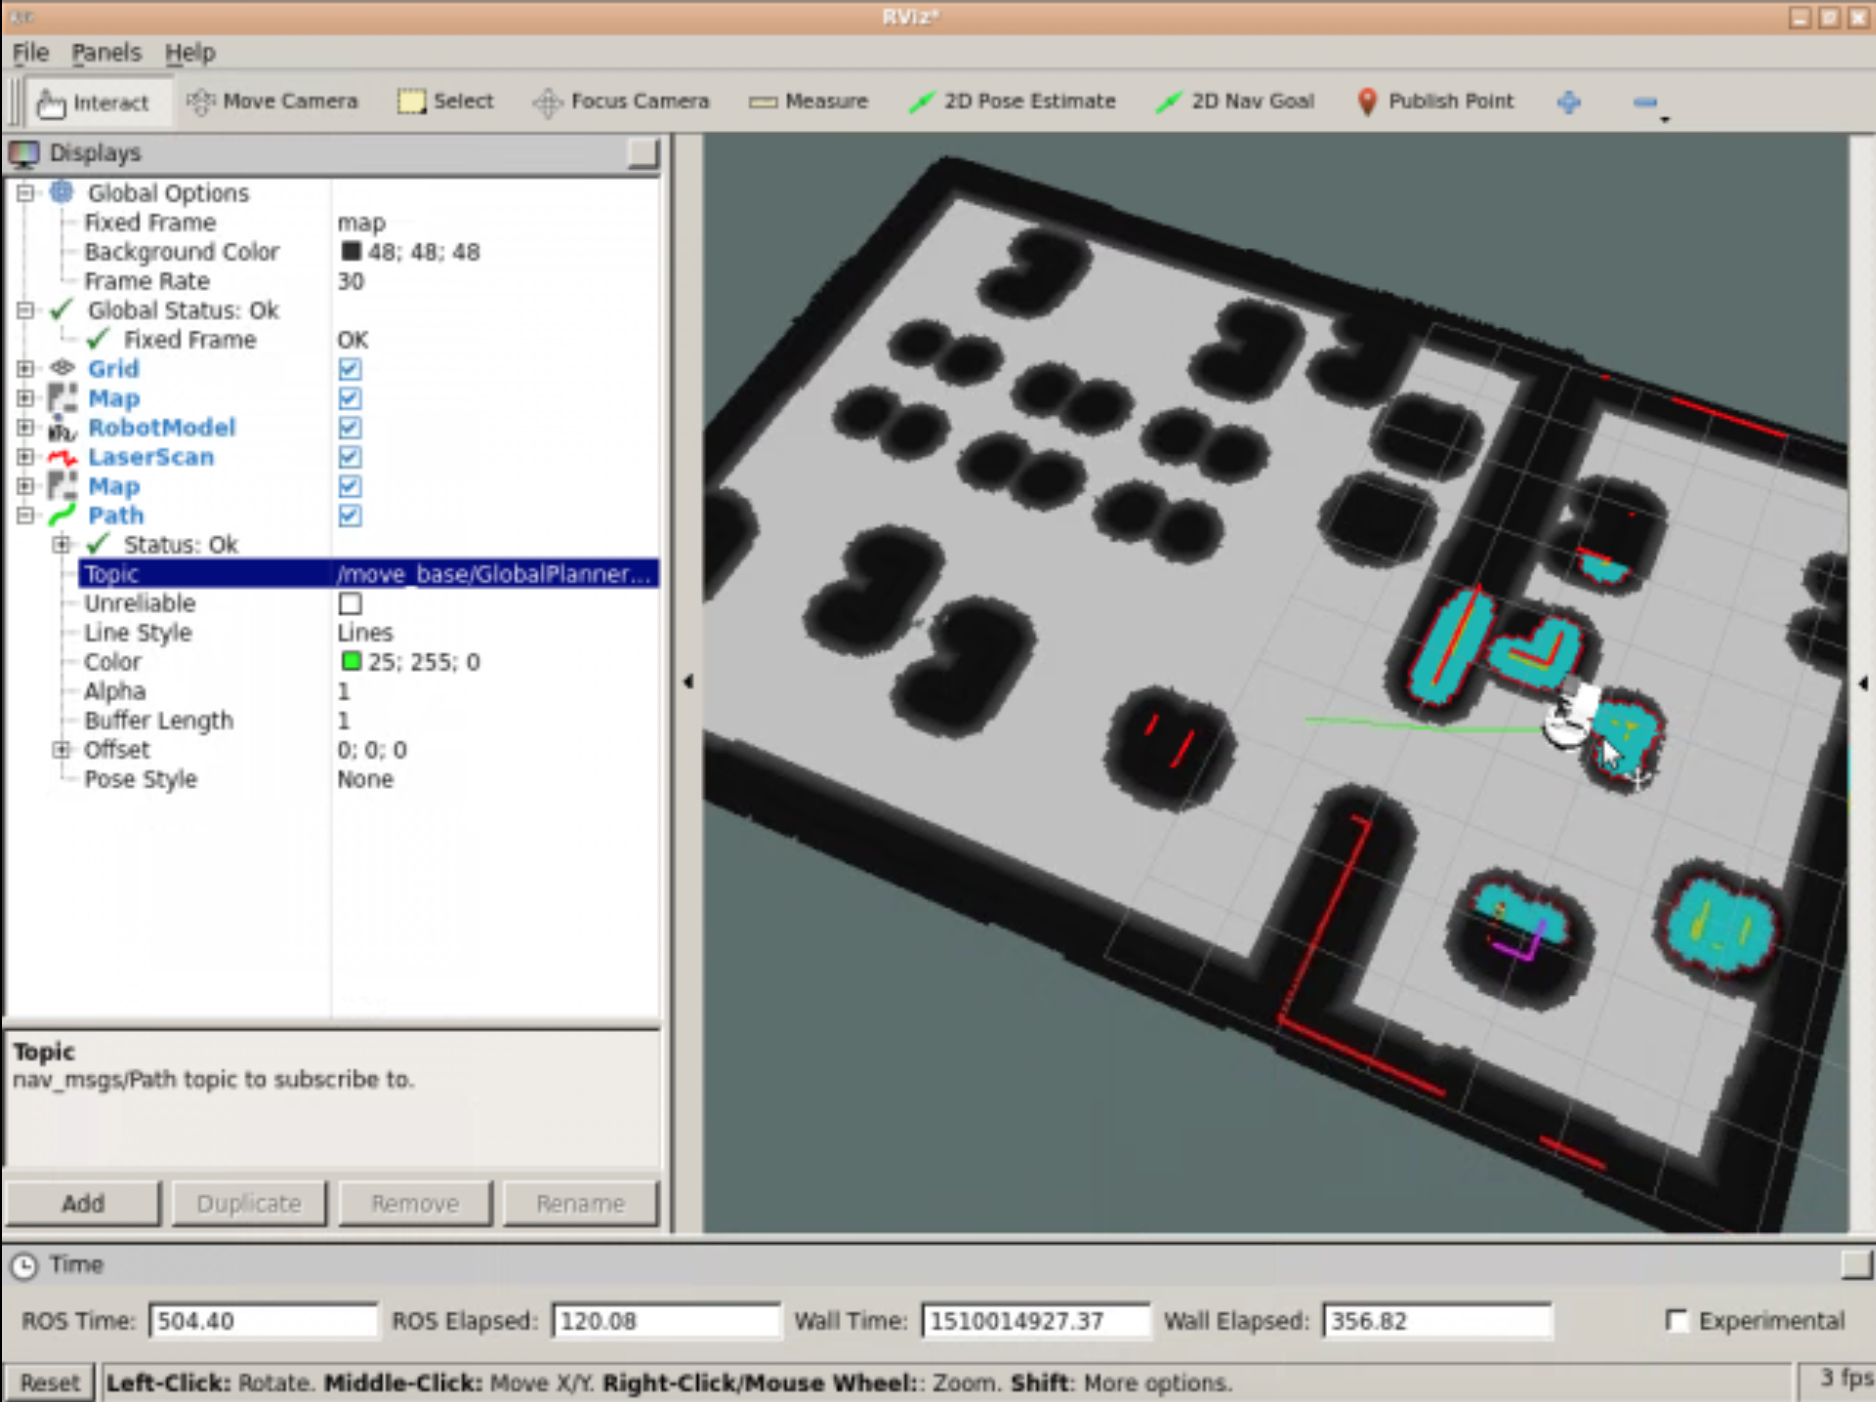 RViz*
File Panels Help
Interact Move Camera Select Focus Camera Measure 2D Pose Estimate 2D Nav Goal Publish Point
Displays
Global Options
Fixed Frame map
Background Color 48; 48; 48
Frame Rate 30
Global Status: Ok
Fixed Frame OK
Grid
Map
RobotModel
LaserScan
Map
Path
Status: Ok
Topic /move_base/GlobalPlanner...
Unreliable
Line Style Lines
Color 25; 255; 0
Alpha 1
Buffer Length 1
Offset 0; 0; 0
Pose Style None
Topic
nav_msgs/Path topic to subscribe to.
Add Duplicate Remove Rename
Time
ROS Time: 504.40 ROS Elapsed: 120.08 Wall Time: 1510014927.37 Wall Elapsed: 356.82 Experimental
Reset Left-Click: Rotate. Middle-Click: Move X/Y. Right-Click/Mouse Wheel:: Zoom. Shift: More options. 3 fps